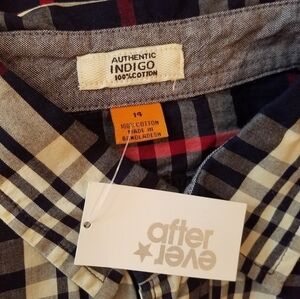 AUTHENTIC
INDIGO
100%COTTON
14
100%COTTON
MADE IN
BANGLADESH
after
ever